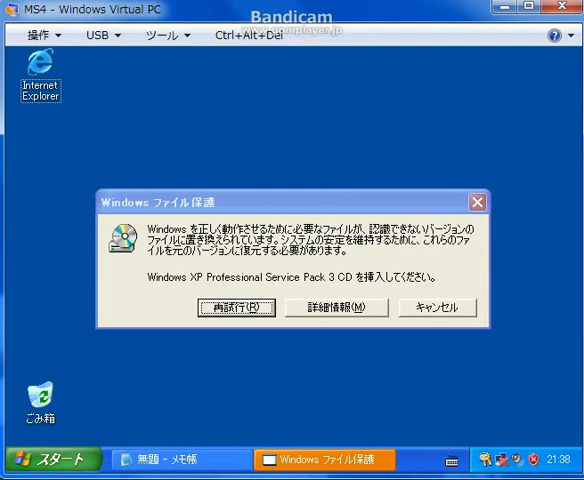 Bandicam
www.gomplayer.jp
MS4 - Windows Virtual PC
操作 USB ツール Ctrl+Alt+Del
Internet
Explorer
Windows ファイル保護
Windows を正しく動作させるために必要なファイルが、認識できないバージョンの
ファイルに置き換えられています。システムの安定を維持するために、これらのファ
イルを元のバージョンに復元する必要があります。
Windows XP Professional Service Pack 3 CD を挿入してください。
再試行(R) 詳細情報(M) キャンセル
ごみ箱
スタート 無題 - メモ帳 Windows ファイル保護 21:38